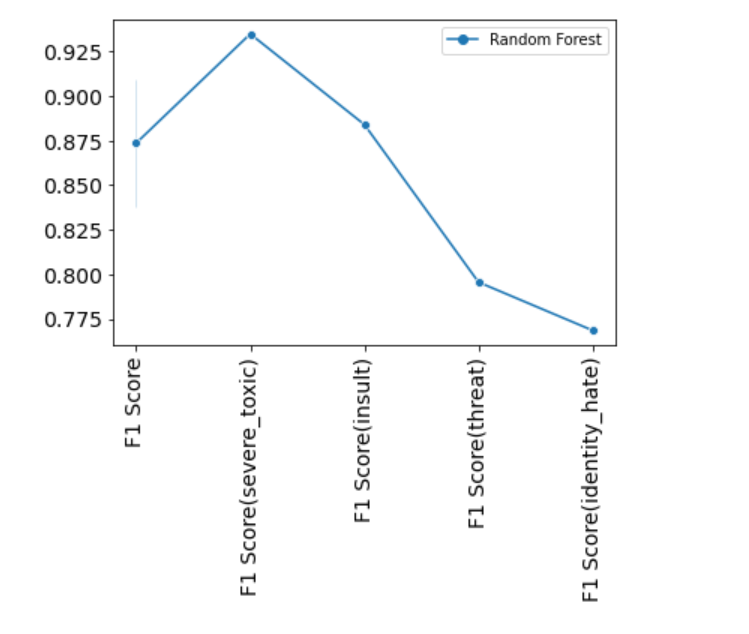 Random Forest
0.925
0.900
0.875
0.850
0.825
0.800
0.775
F1 Score
F1 Score(severe_toxic)
F1 Score(insult)
F1 Score(threat)
F1 Score(identity_hate)